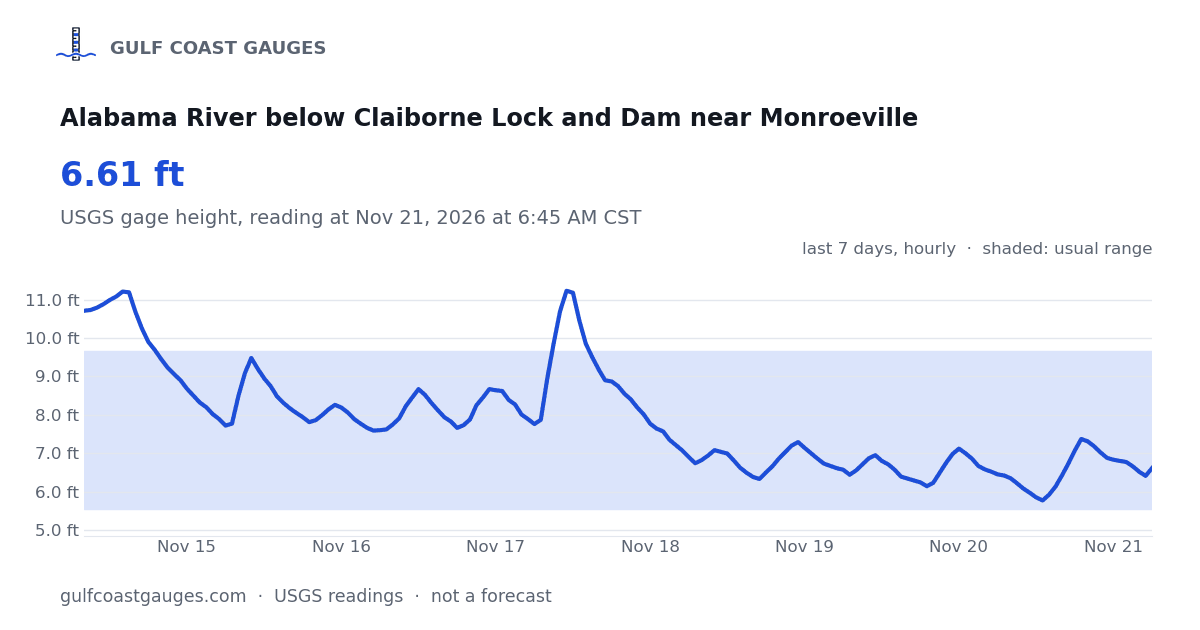 GULF COAST GAUGES
Alabama River below Claiborne Lock and Dam near Monroeville
6.61 ft
USGS gage height, reading at Nov 21, 2026 at 6:45 AM CST
last 7 days, hourly · shaded: usual range
11.0 ft
10.0 ft
9.0 ft
8.0 ft
7.0 ft
6.0 ft
5.0 ft
Nov 15 Nov 16 Nov 17 Nov 18 Nov 19 Nov 20 Nov 21
gulfcoastgauges.com · USGS readings · not a forecast